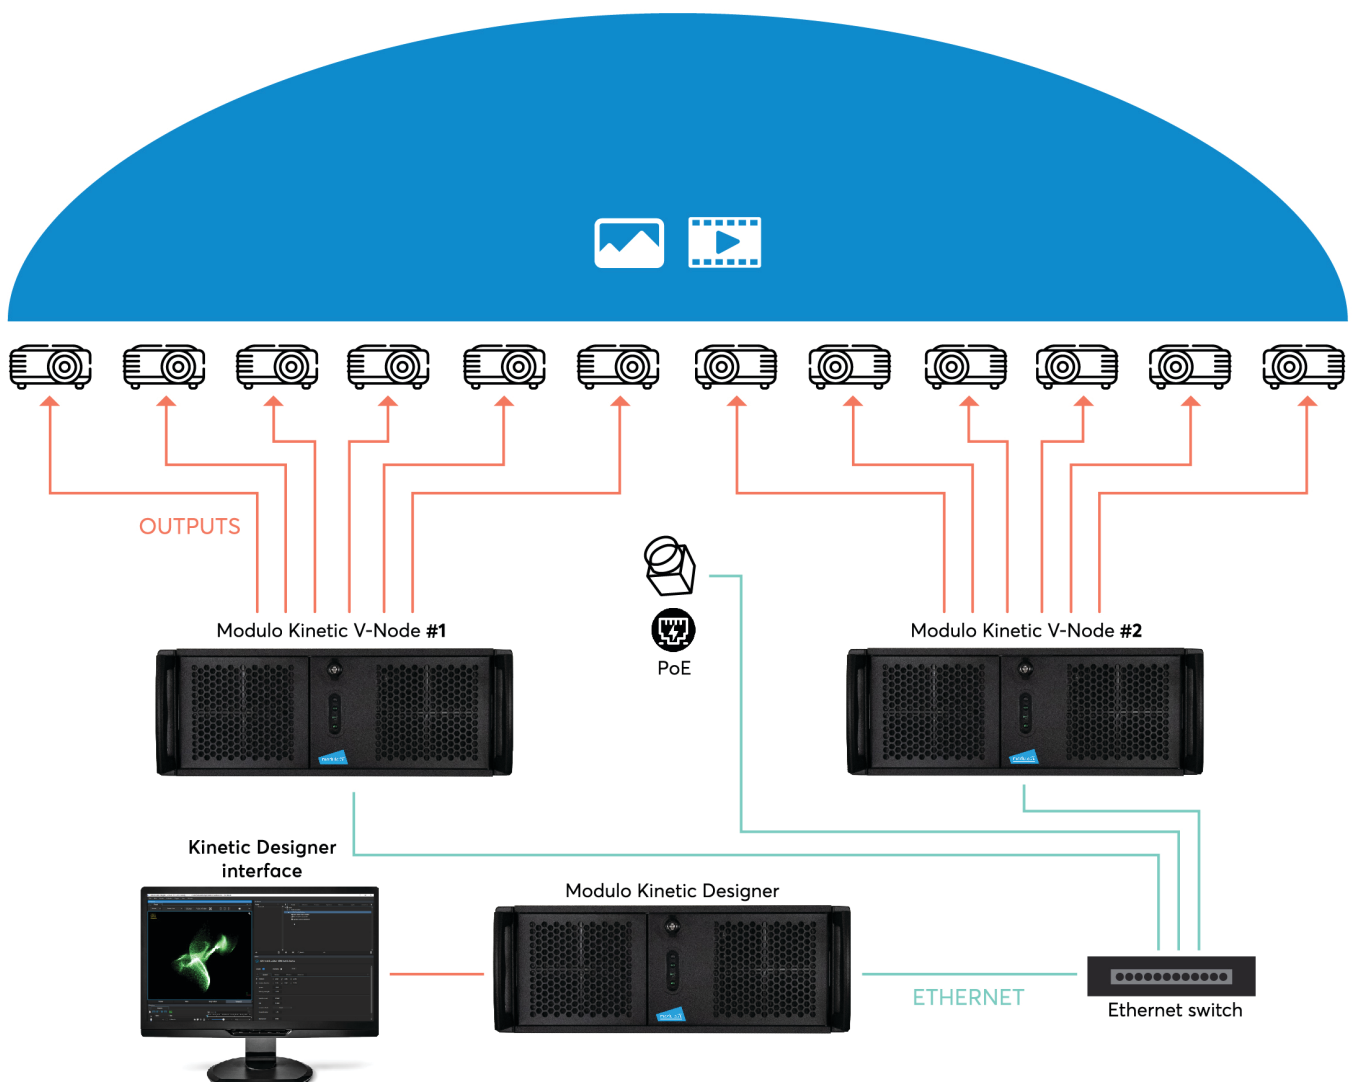 OUTPUTS
Modulo Kinetic V-Node #1
Modulo Kinetic V-Node #2
PoE
Kinetic Designer
interface
Modulo Kinetic Designer
ETHERNET
Ethernet switch